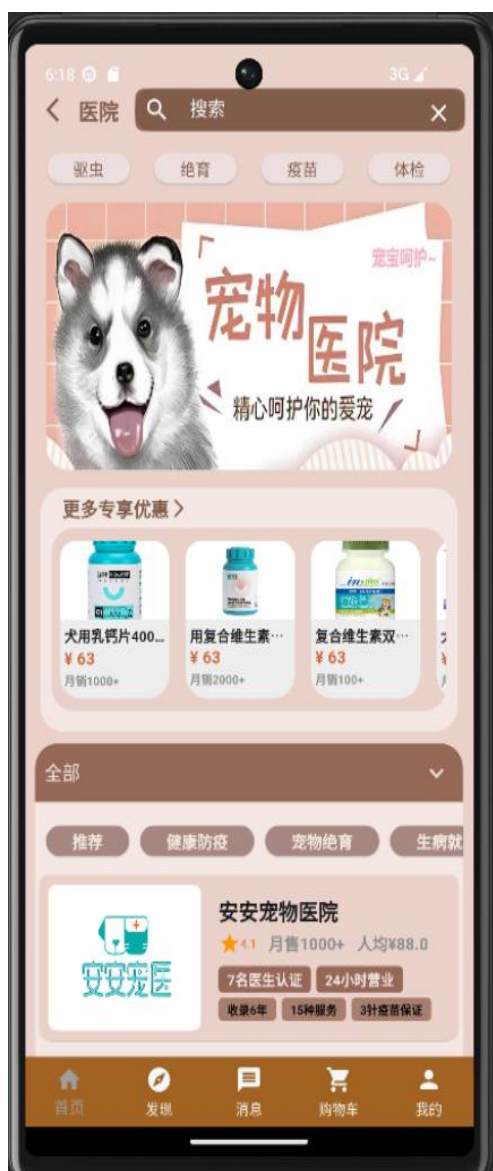 6:18 3G
医院 搜索
驱虫 绝育 疫苗 体检
宠宝呵护~
宠物
医院
精心呵护你的爱宠
更多专享优惠
犬用乳钙片400... 用复合维生素… 复合维生素双…
¥ 63 ¥ 63 ¥ 63
月销1000+ 月销2000+ 月销100+
全部
推荐 健康防疫 宠物绝育 生病就
安安宠医
安安宠物医院
4.1 月售1000+ 人均¥88.0
7名医生认证 24小时营业
收录6年 15种服务 3针疫苗保证
首页 发现 消息 购物车 我的